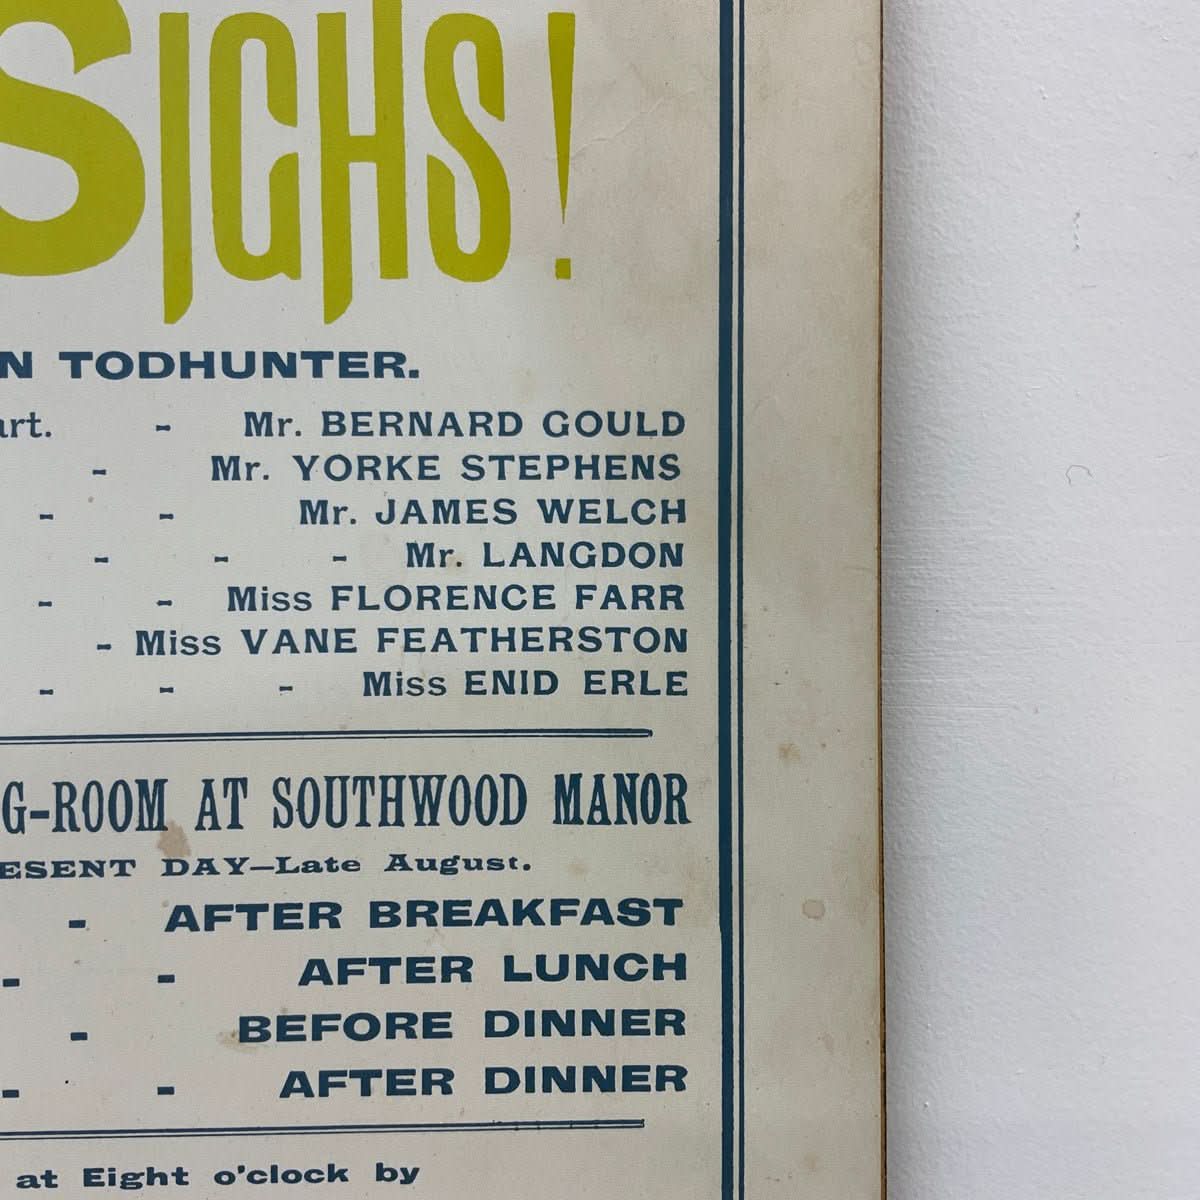 SIGHS!
N TODHUNTER.
art. - Mr. BERNARD GOULD
- Mr. YORKE STEPHENS
- - Mr. JAMES WELCH
- - - Mr. LANGDON
- - Miss FLORENCE FARR
- Miss VANE FEATHERSTON
- - - Miss ENID ERLE
G-ROOM AT SOUTHWOOD MANOR
ESENT DAY—Late August.
- AFTER BREAKFAST
- - AFTER LUNCH
- BEFORE DINNER
- - AFTER DINNER
at Eight o'clock by